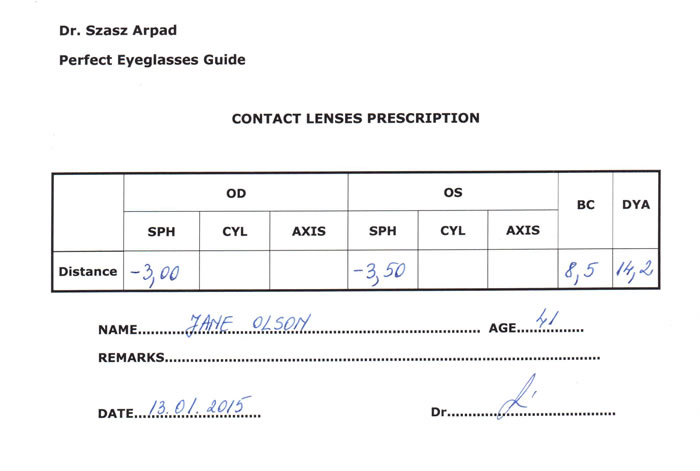 Dr. Szasz Arpad
Perfect Eyeglasses Guide
CONTACT LENSES PRESCRIPTION
OD OS BC DYA
SPH CYL AXIS SPH CYL AXIS
Distance -3,00 -3,50 8,5 14,2
NAME JANE OLSON AGE 41
REMARKS
DATE 13.01.2015 Dr.